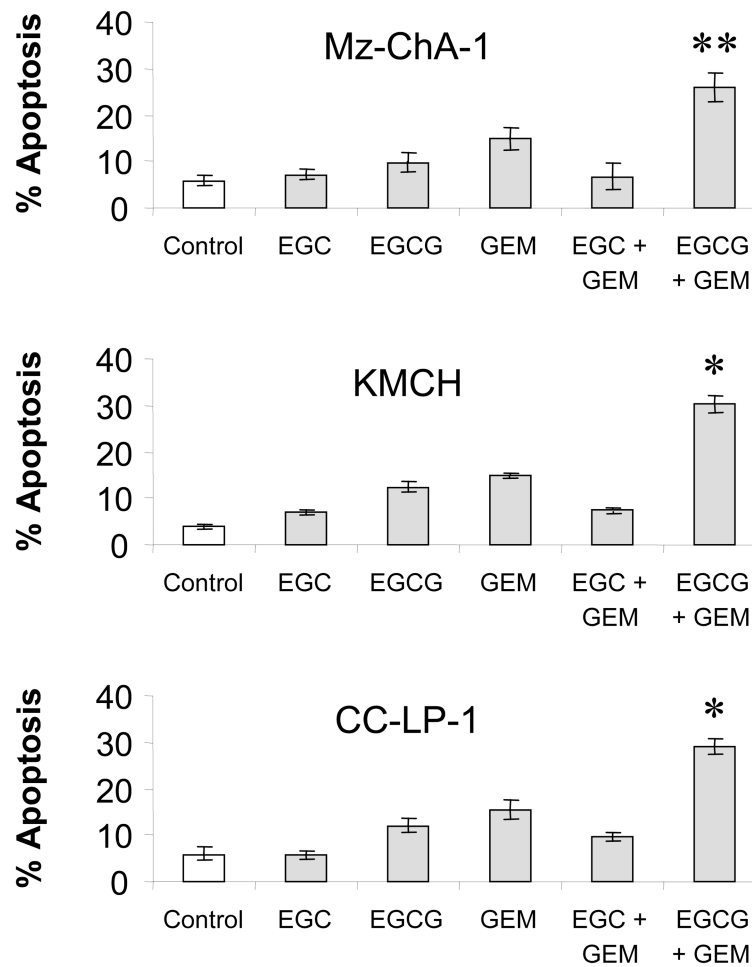 Mz-ChA-1
**
% Apoptosis
40
30
20
10
0
Control EGC EGCG GEM EGC + EGCG
GEM + GEM
KMCH
*
% Apoptosis
40
30
20
10
0
Control EGC EGCG GEM EGC + EGCG
GEM + GEM
CC-LP-1
*
% Apoptosis
40
30
20
10
0
Control EGC EGCG GEM EGC + EGCG
GEM + GEM